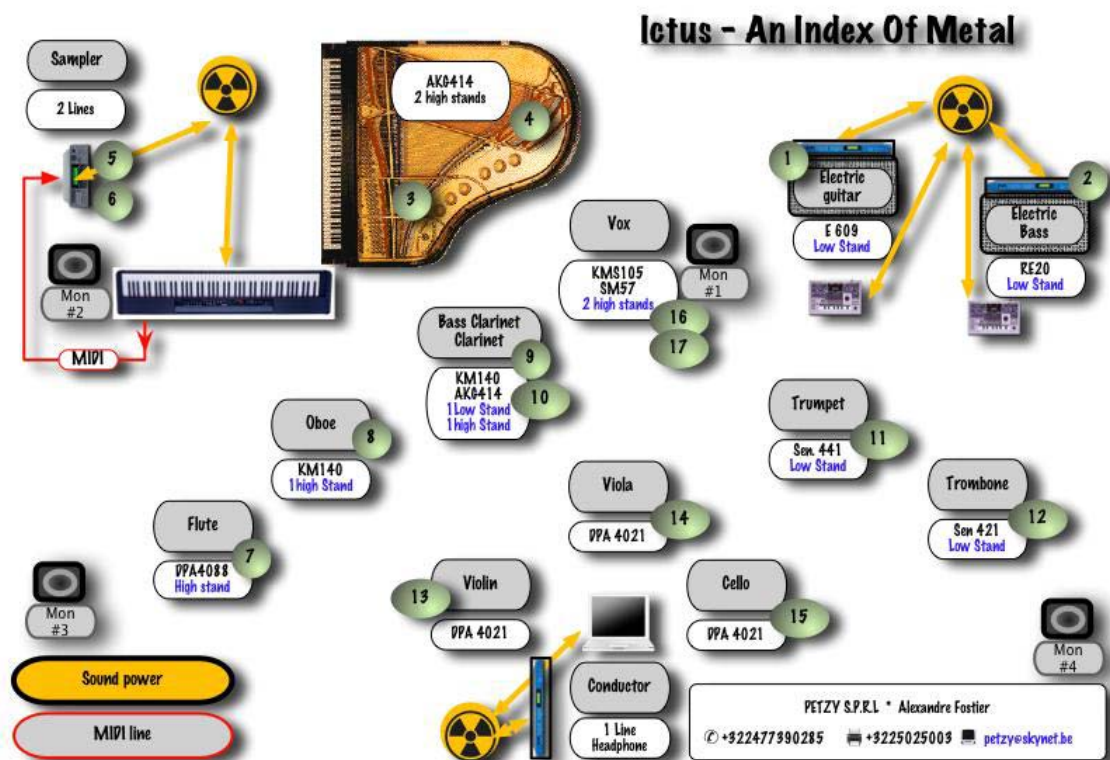 Ictus - An Index Of Metal
Sampler
2 Lines
5
6
AKG414
2 high stands
4
3
1
Electric
guitar
E 609
Low Stand
2
Electric
Bass
RE20
Low Stand
Mon
#2
MIDI
Vox
KMS105
SM57
2 high stands
16
17
Mon
#1
Bass Clarinet
Clarinet
9
KM140
AKG414
1 Low Stand
1 high Stand
10
Oboe
8
KM140
1 high Stand
Trumpet
11
Sen. 441
Low Stand
Viola
14
DPA 4021
Trombone
12
Sen 421
Low Stand
Flute
7
DPA4088
High stand
Mon
#3
13
Violin
DPA 4021
Cello
15
DPA 4021
Mon
#4
Sound power
MIDI line
Conductor
1 Line
Headphone
PETZY S.P.R.L * Alexandre Fostier
+322477390285 +3225025003 petzy@skynet.be